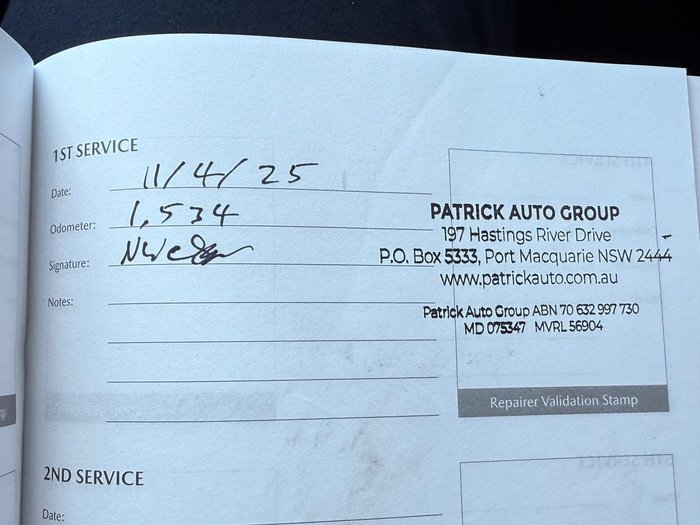 1ST SERVICE
Date: 11/4/25
Odometer: 1,534
Signature:
Notes:
PATRICK AUTO GROUP
197 Hastings River Drive
P.O. Box 5333, Port Macquarie NSW 2444
www.patrickauto.com.au
Patrick Auto Group ABN 70 632 997 730
MD 075347 MVRL 56904
Repairer Validation Stamp
2ND SERVICE
Date: